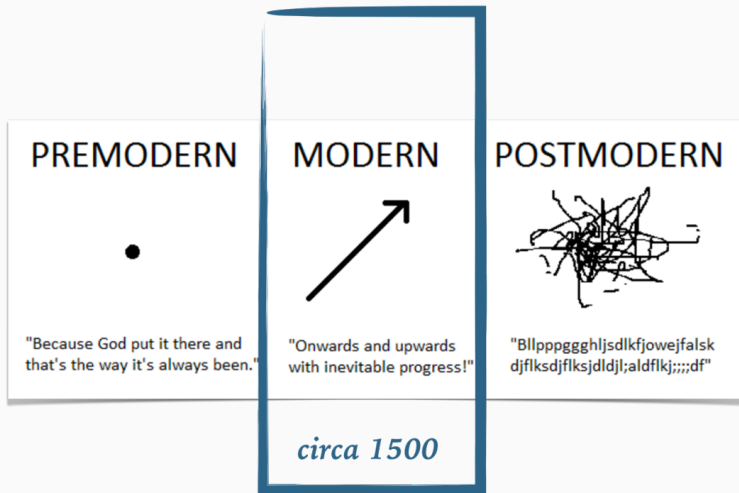 PREMODERN
MODERN
POSTMODERN
"Because God put it there and
that's the way it's always been."
"Onwards and upwards
with inevitable progress!"
"Bllpppggghljsdlkfjowejfalsk
djflksdjflksjdldjl;aldflkj;;;;df"
circa 1500